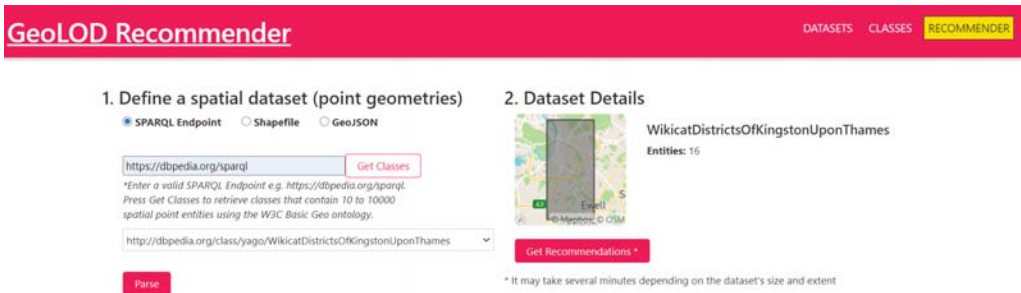 GeoLOD Recommender
DATASETS CLASSES RECOMMENDER
1. Define a spatial dataset (point geometries)
SPARQL Endpoint Shapefile GeoJSON
https://dbpedia.org/sparql Get Classes
*Enter a valid SPARQL Endpoint e.g. https://dbpedia.org/sparql.
Press Get Classes to retrieve classes that contain 10 to 10000
spatial point entities using the W3C Basic Geo ontology.
http://dbpedia.org/class/yago/WikicatDistrictsOfKingstonUponThames
Parse
2. Dataset Details
A3
Ewell
S
© Mapbox, © OSM
WikicatDistrictsOfKingstonUponThames
Entities: 16
Get Recommendations *
* It may take several minutes depending on the dataset's size and extent